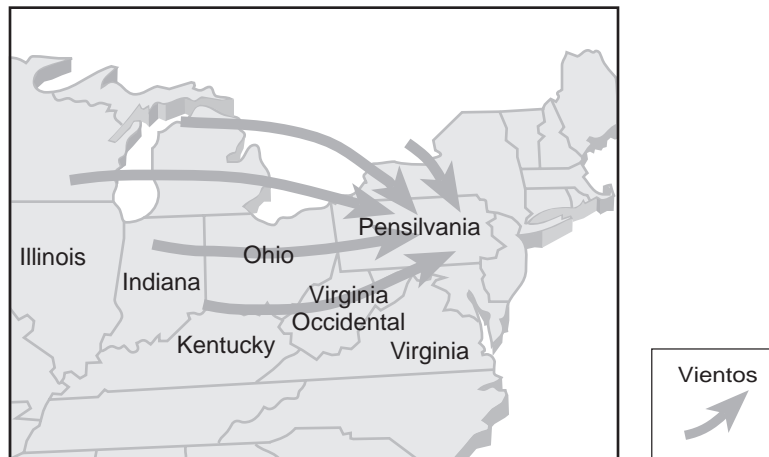 Pensilvania
Illinois
Ohio
Indiana
Virginia
Occidental
Kentucky
Virginia
Vientos